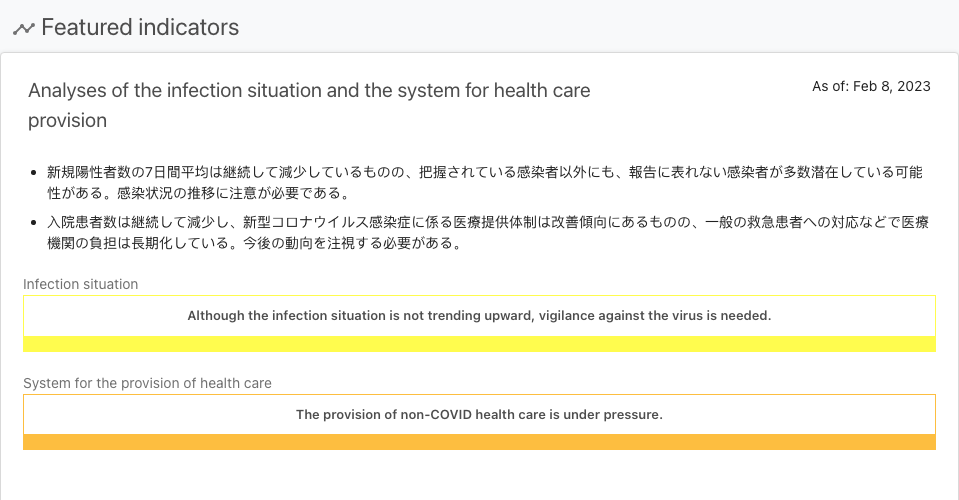 Featured indicators
Analyses of the infection situation and the system for health care
provision
As of: Feb 8, 2023
• 新規陽性者数の7日間平均は継続して減少しているものの、把握されている感染者以外にも、報告に表れない感染者が多数潜在している可能
性がある。感染状況の推移に注意が必要である。
• 入院患者数は継続して減少し、新型コロナウイルス感染症に係る医療提供体制は改善傾向にあるものの、一般の救急患者への対応などで医療
機関の負担は長期化している。今後の動向を注視する必要がある。
Infection situation
Although the infection situation is not trending upward, vigilance against the virus is needed.
System for the provision of health care
The provision of non-COVID health care is under pressure.